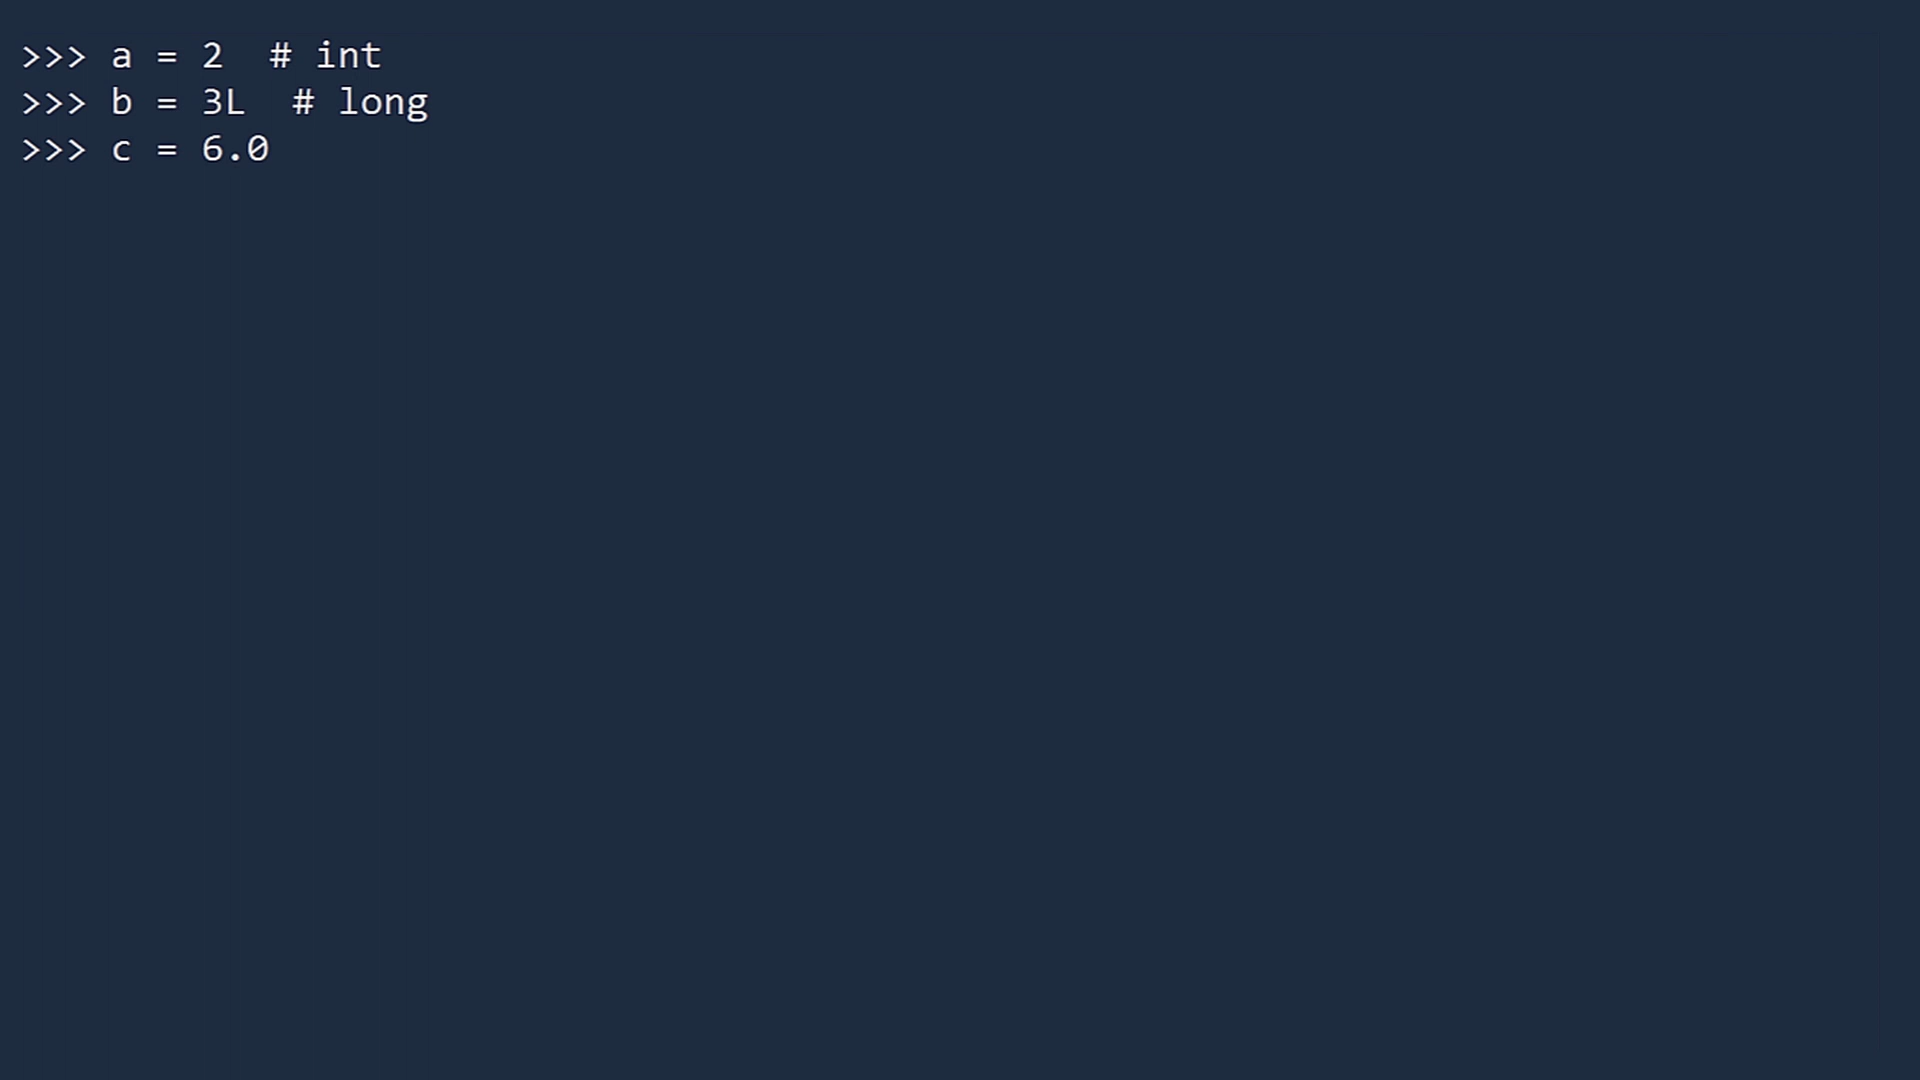 >>> a = 2  # int
>>> b = 3L  # long
>>> c = 6.0